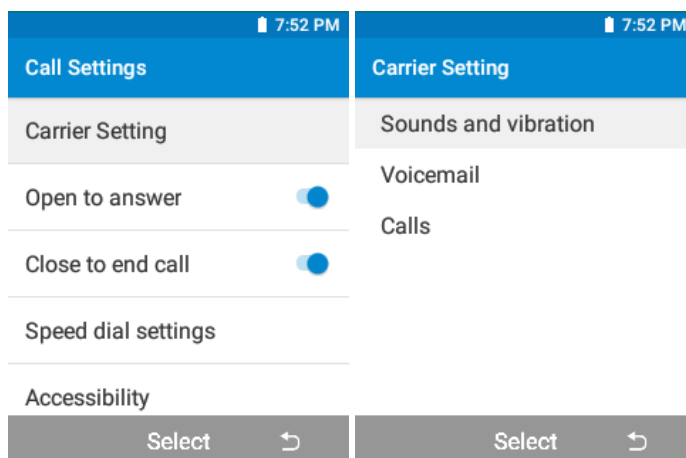 7:52 PM
Call Settings
Carrier Setting
Open to answer
Close to end call
Speed dial settings
Accessibility
Select
7:52 PM
Carrier Setting
Sounds and vibration
Voicemail
Calls
Select